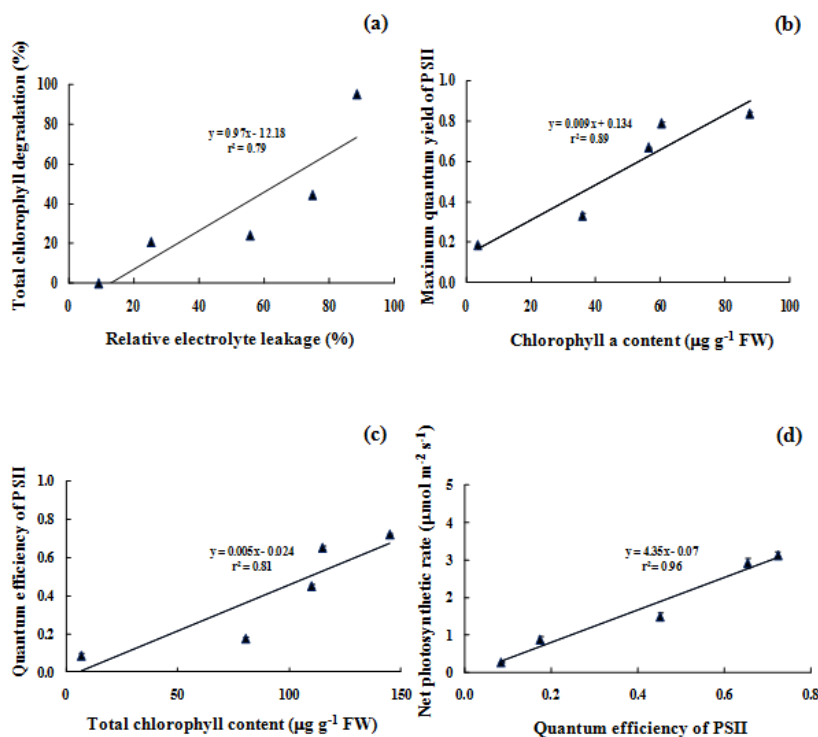 (a)
Total chlorophyll degradation (%)
100
80
60
40
20
0
y = 0.97x - 12.18
r² = 0.79
0 20 40 60 80 100
Relative electrolyte leakage (%)
(b)
Maximum quantum yield of PSII
1.0
0.8
0.6
0.4
0.2
0.0
y = 0.009x + 0.134
r² = 0.89
0 20 40 60 80 100
Chlorophyll a content (µg g⁻¹ FW)
(c)
Quantum efficiency of PSII
1.0
0.8
0.6
0.4
0.2
0.0
y = 0.005x - 0.024
r² = 0.81
0 50 100 150
Total chlorophyll content (µg g⁻¹ FW)
(d)
Net photosynthetic rate (µmol m⁻² s⁻¹)
5
4
3
2
1
0
y = 4.35x - 0.07
r² = 0.96
0.0 0.2 0.4 0.6 0.8
Quantum efficiency of PSII